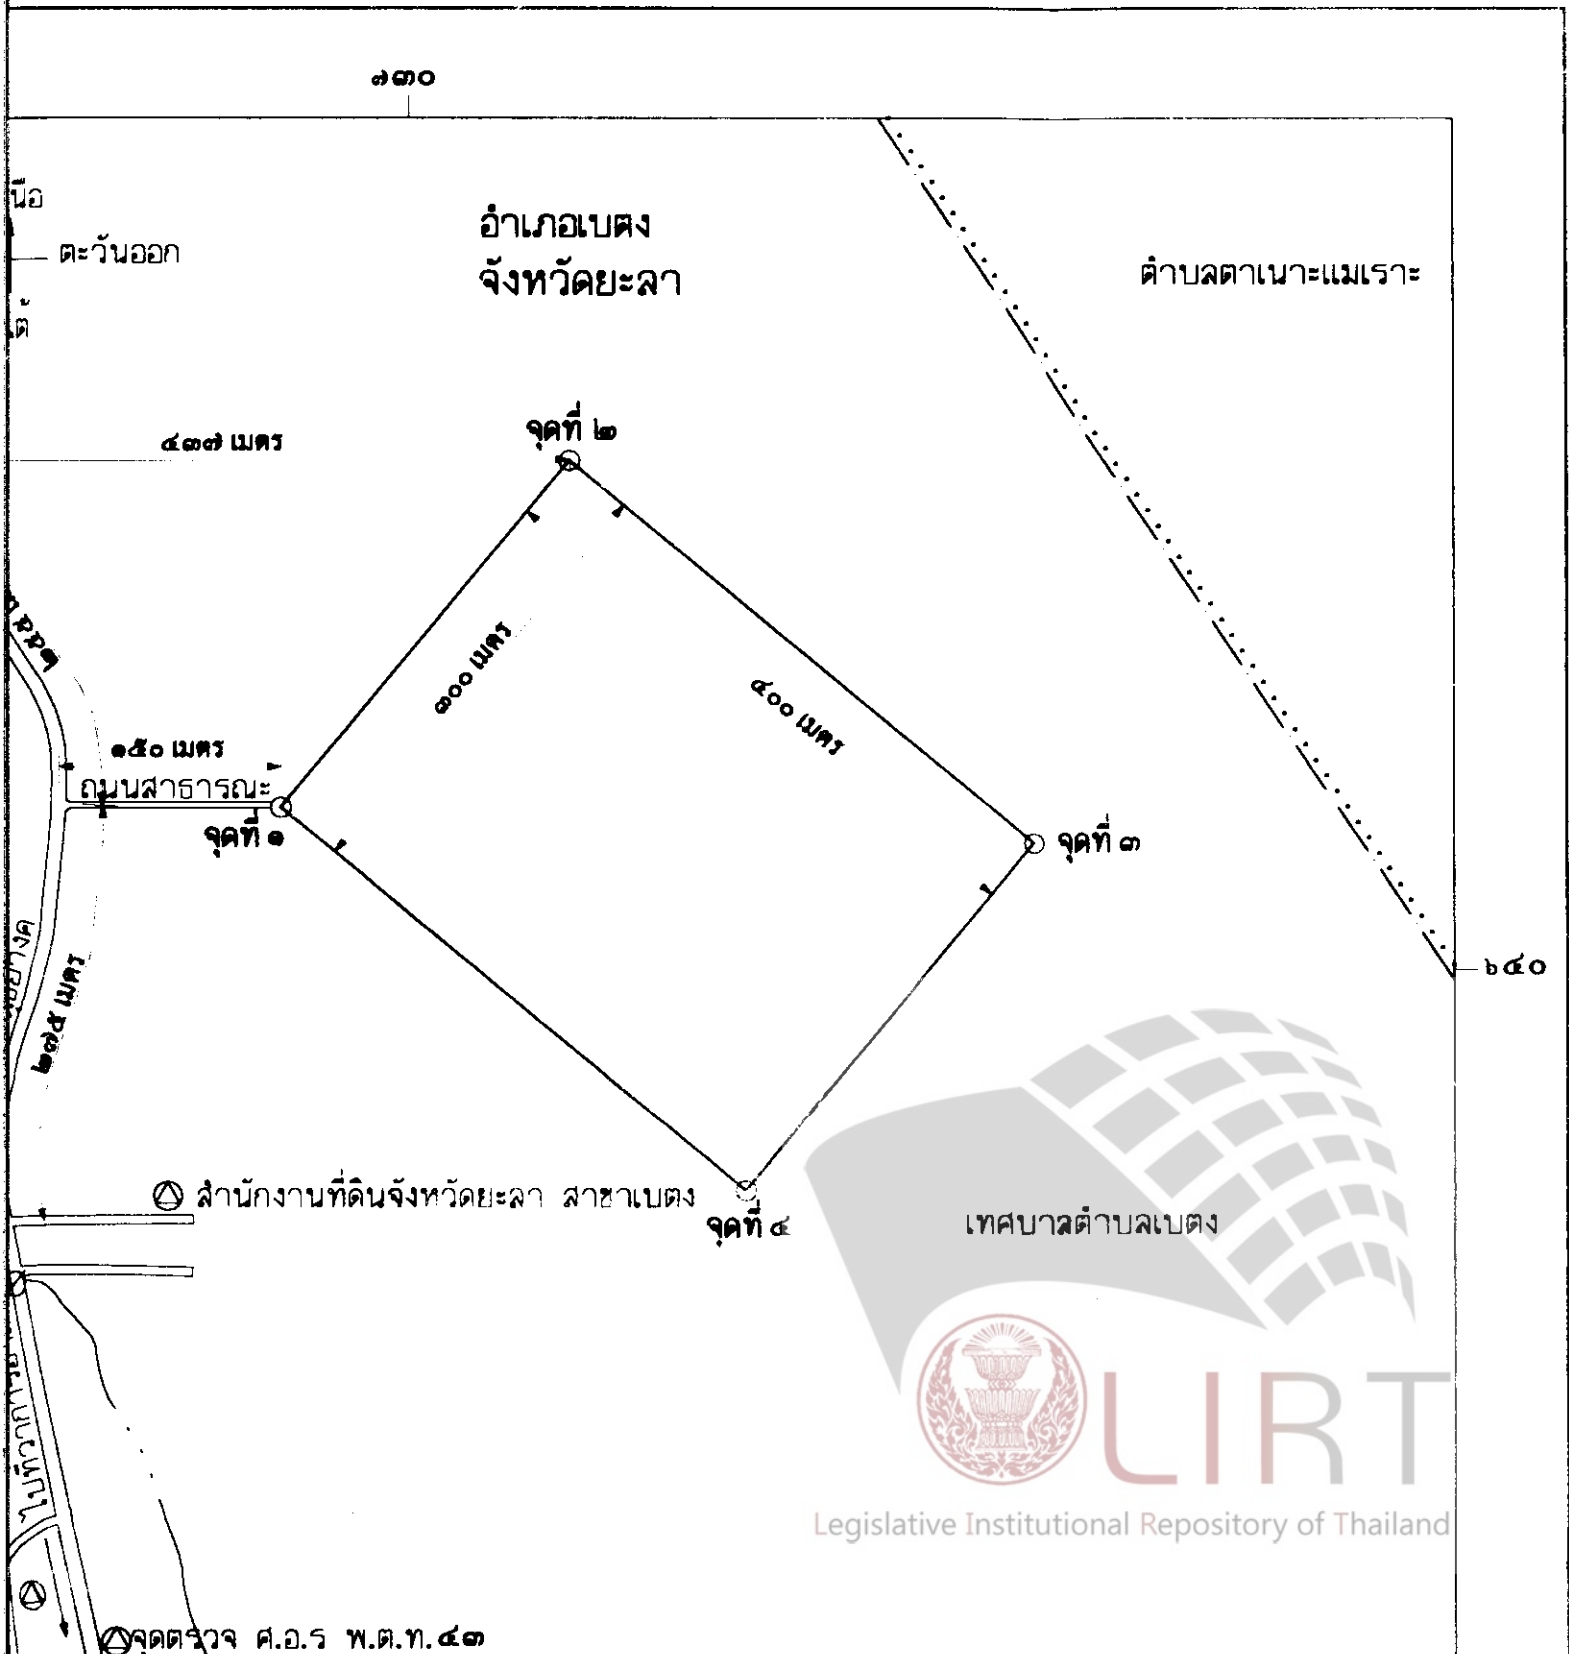 ๗๓๐
ตะวันออก
อำเภอเบตง
จังหวัดยะลา
ตำบลตาเนาะแมเราะ
๔๓๗ เมตร
จุดที่ ๒
๓๐๐ เมตร
๔๐๐ เมตร
๑๕๐ เมตร
ถนนสาธารณะ
จุดที่ ๑
จุดที่ ๓
๖๔๐
๒๗๕ เมตร
สำนักงานที่ดินจังหวัดยะลา สาขาเบตง
จุดที่ ๔
เทศบาลตำบลเบตง
LIRT
Legislative Institutional Repository of Thailand
จุดตรวจ ศ.อ.ร พ.ต.ท. ๔๓